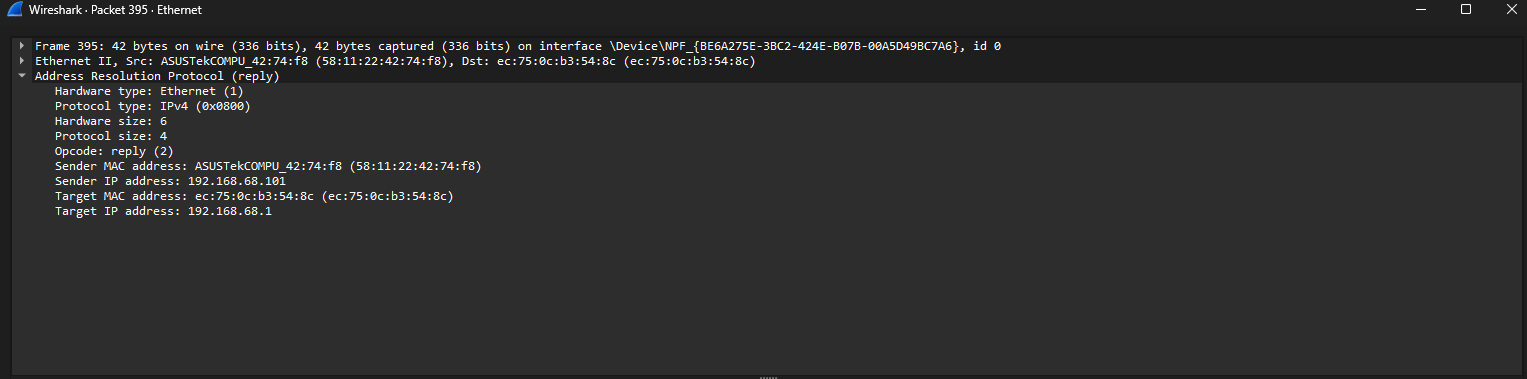 Wireshark · Packet 395 · Ethernet
Frame 395: 42 bytes on wire (336 bits), 42 bytes captured (336 bits) on interface \Device\NPF_{BE6A275E-3BC2-424E-B07B-00A5D49BC7A6}, id 0
Ethernet II, Src: ASUSTekCOMPU_42:74:f8 (58:11:22:42:74:f8), Dst: ec:75:0c:b3:54:8c (ec:75:0c:b3:54:8c)
Address Resolution Protocol (reply)
Hardware type: Ethernet (1)
Protocol type: IPv4 (0x0800)
Hardware size: 6
Protocol size: 4
Opcode: reply (2)
Sender MAC address: ASUSTekCOMPU_42:74:f8 (58:11:22:42:74:f8)
Sender IP address: 192.168.68.101
Target MAC address: ec:75:0c:b3:54:8c (ec:75:0c:b3:54:8c)
Target IP address: 192.168.68.1